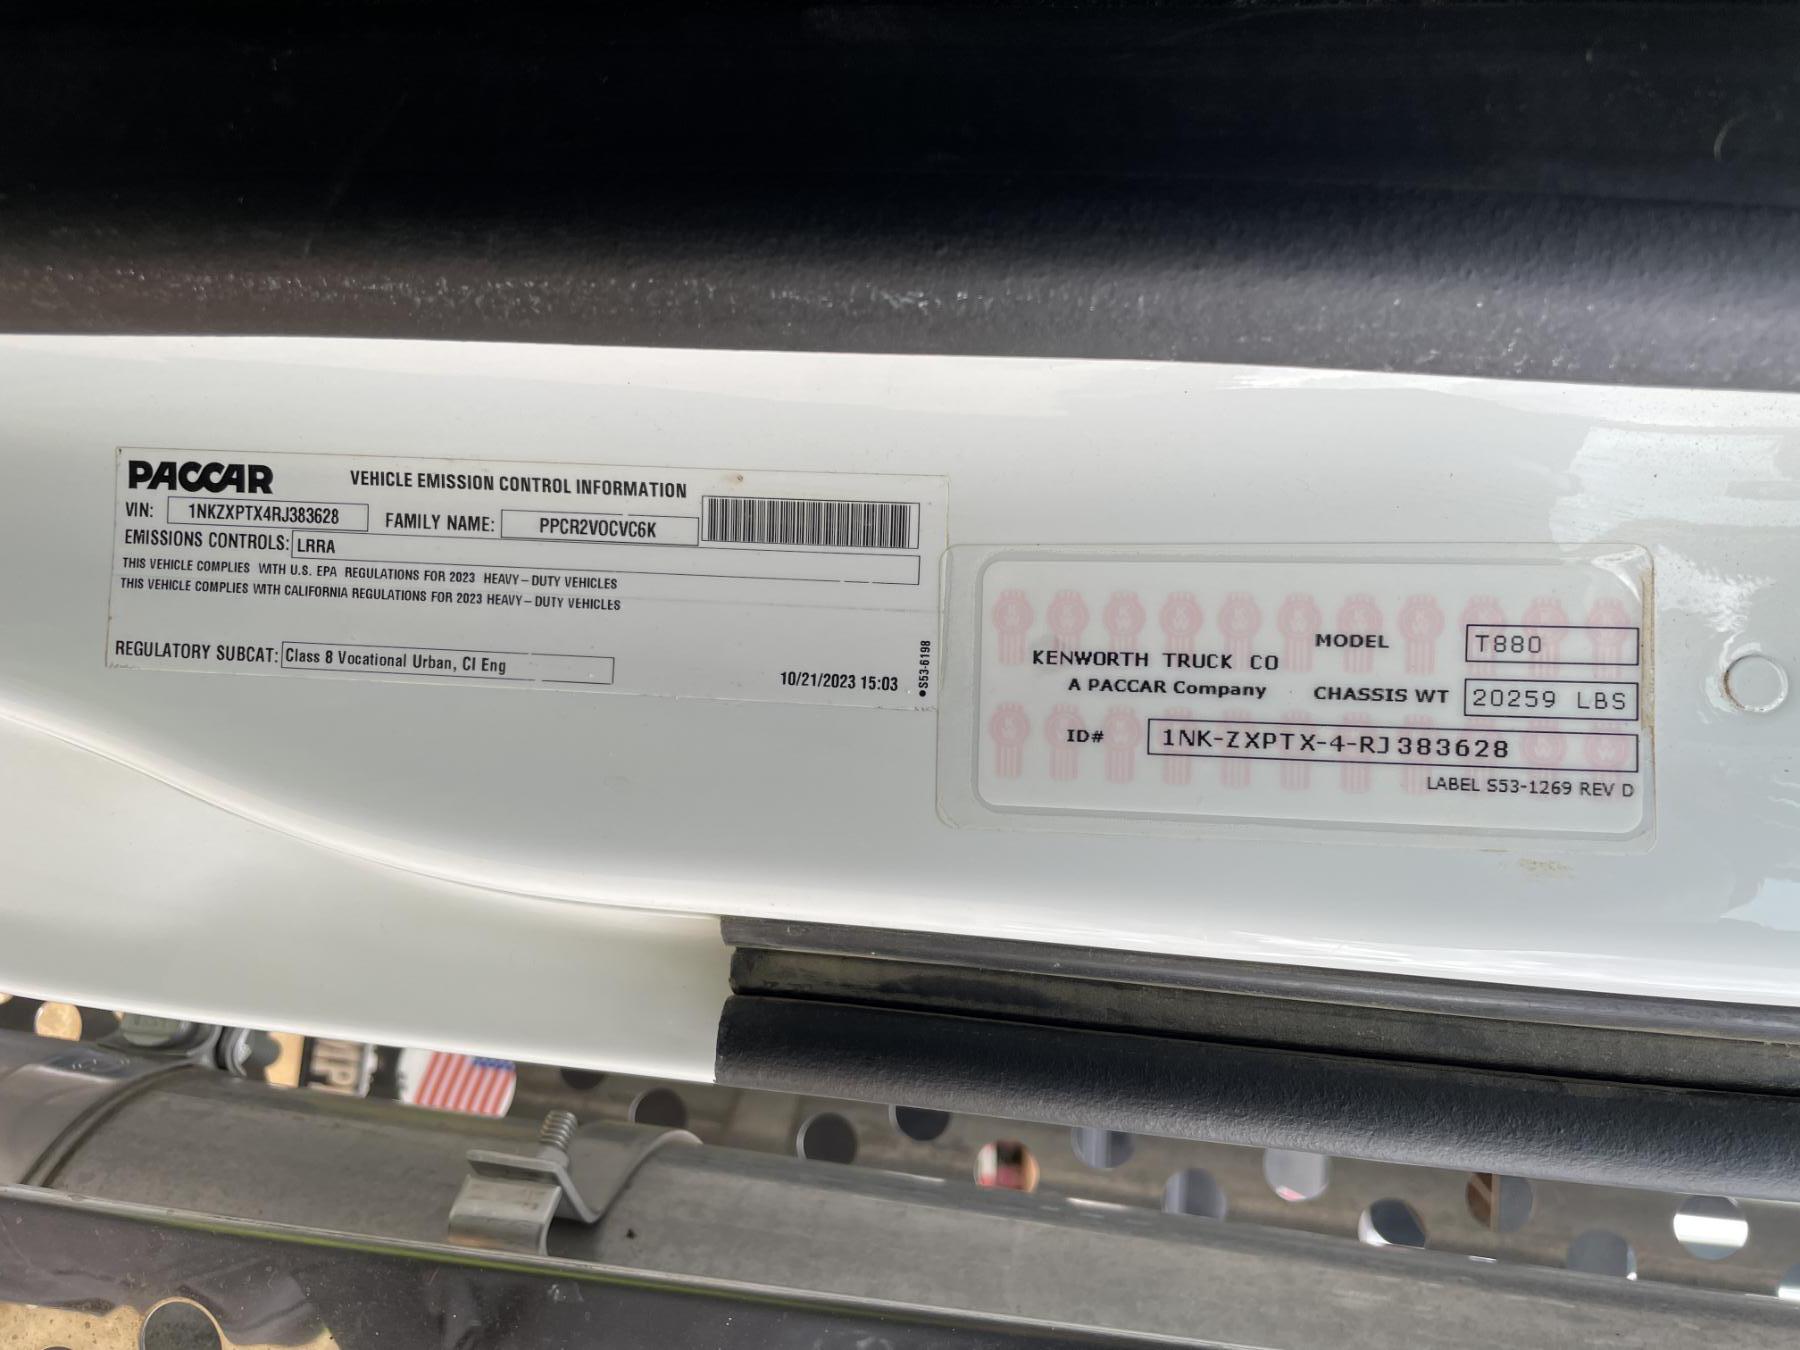 PACCAR VEHICLE EMISSION CONTROL INFORMATION
VIN: 1NKZXPTX4RJ383628 FAMILY NAME: PPCR2VOCVC6K
EMISSIONS CONTROLS: LRRA
THIS VEHICLE COMPLIES WITH U.S. EPA REGULATIONS FOR 2023 HEAVY-DUTY VEHICLES
THIS VEHICLE COMPLIES WITH CALIFORNIA REGULATIONS FOR 2023 HEAVY-DUTY VEHICLES
REGULATORY SUBCAT: Class 8 Vocational Urban, CI Eng
10/21/2023 15:03
●S53-6198
KENWORTH TRUCK CO
A PACCAR Company
MODEL T880
CHASSIS WT 20259 LBS
ID# 1NK-ZXPTX-4-RJ383628
LABEL S53-1269 REV D